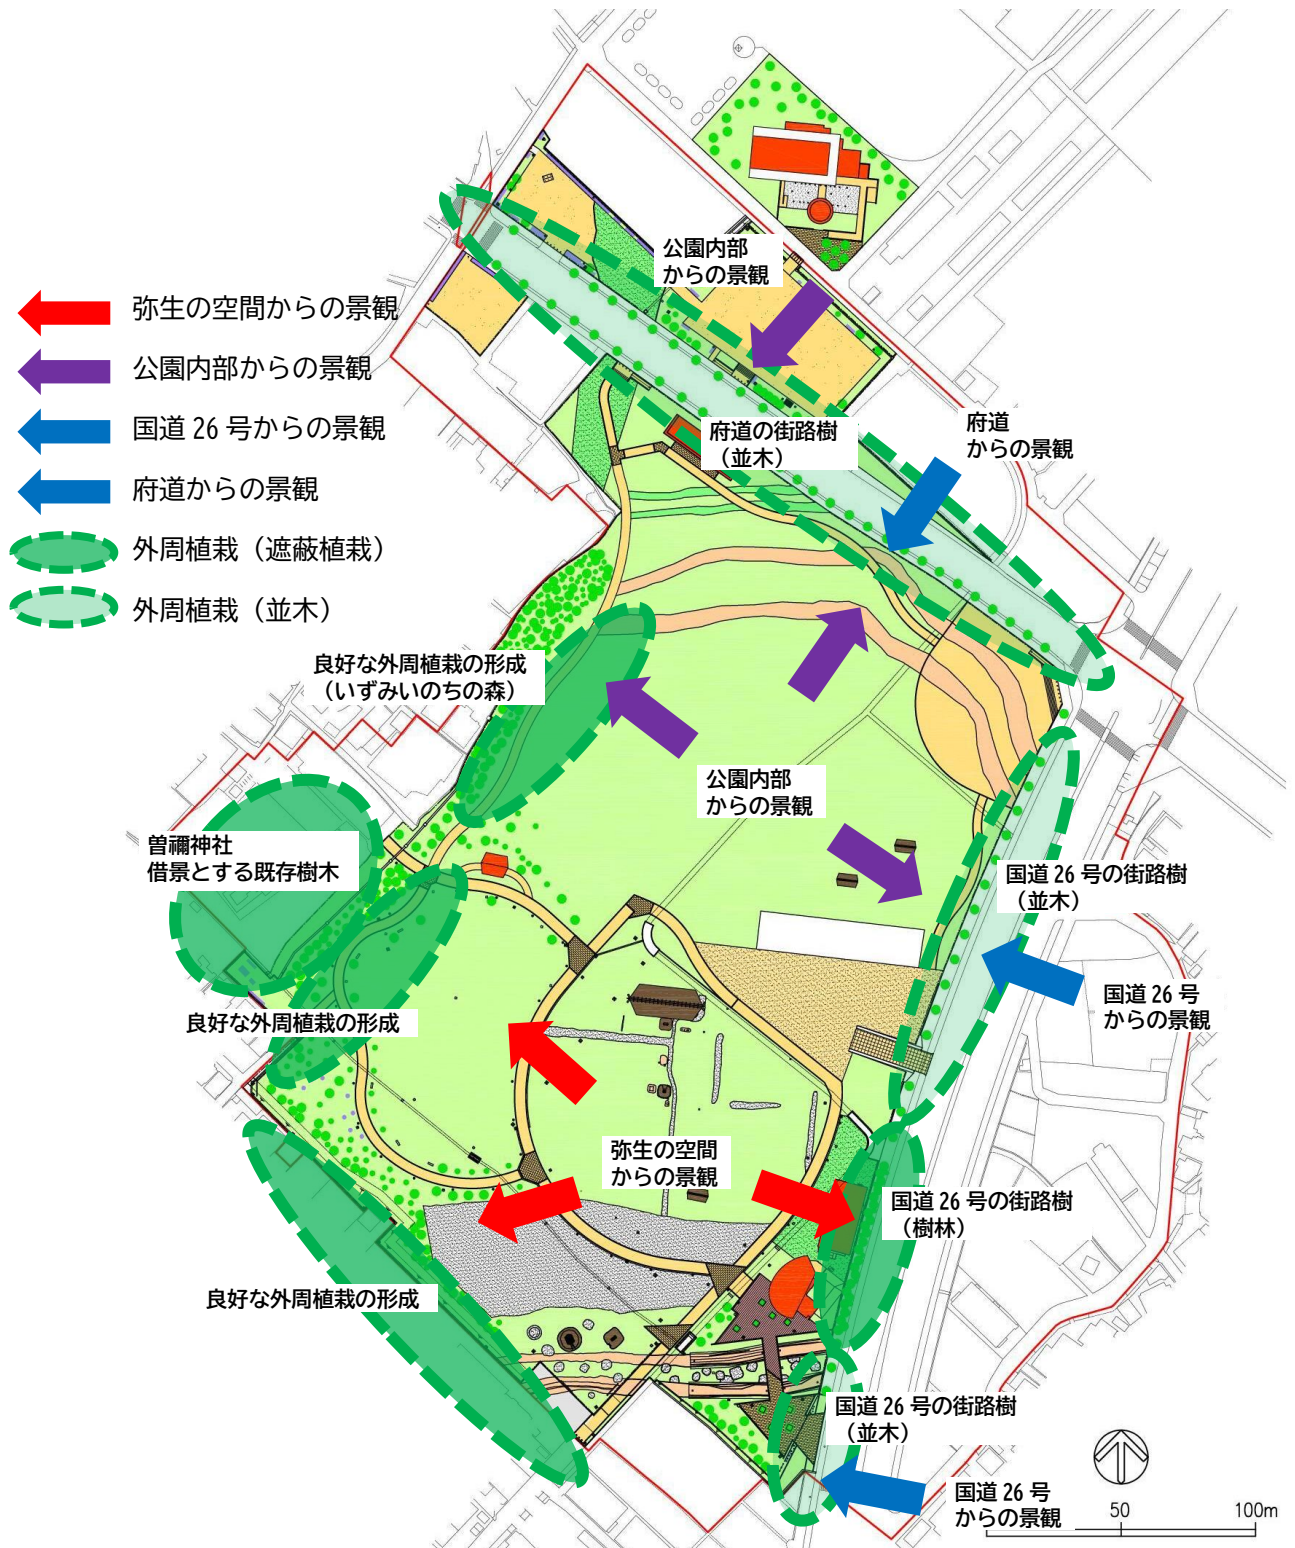 弥生の空間からの景観
公園内部からの景観
国道 26 号からの景観
府道からの景観
外周植栽（遮蔽植栽）
外周植栽（並木）
公園内部
からの景観
府道の街路樹
（並木）
府道
からの景観
良好な外周植栽の形成
（いずみいのちの森）
公園内部
からの景観
曽禰神社
借景とする既存樹木
国道 26 号の街路樹
（並木）
国道 26 号
からの景観
良好な外周植栽の形成
弥生の空間
からの景観
国道 26 号の街路樹
（樹林）
良好な外周植栽の形成
国道 26 号の街路樹
（並木）
国道 26 号
からの景観
50
100m